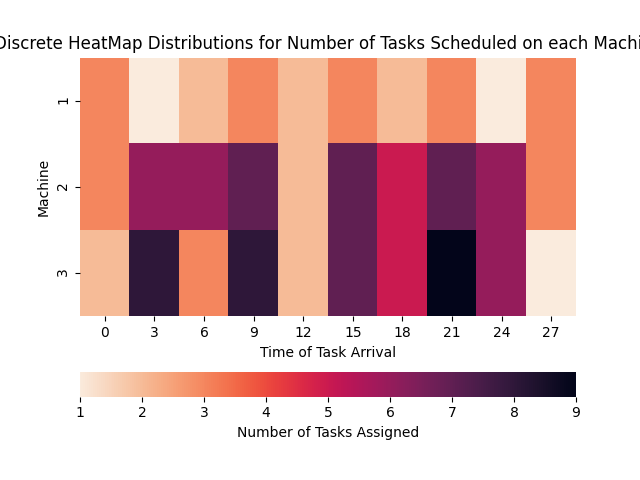 Discrete HeatMap Distributions for Number of Tasks Scheduled on each Machi
1
2
3
Machine
0 3 6 9 12 15 18 21 24 27
Time of Task Arrival
1 2 3 4 5 6 7 8 9
Number of Tasks Assigned